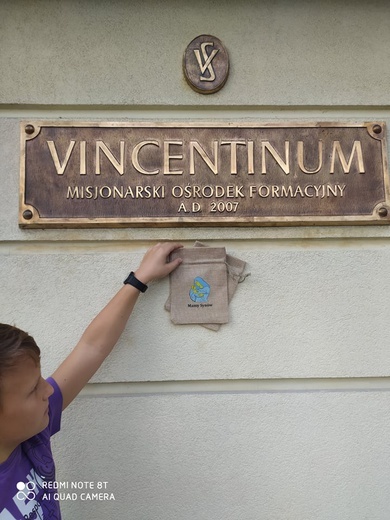 VINCENTINUM
MISJONARSKI OŚRODEK FORMACYJNY
A.D. 2007
REDMI NOTE 8T
AI QUAD CAMERA